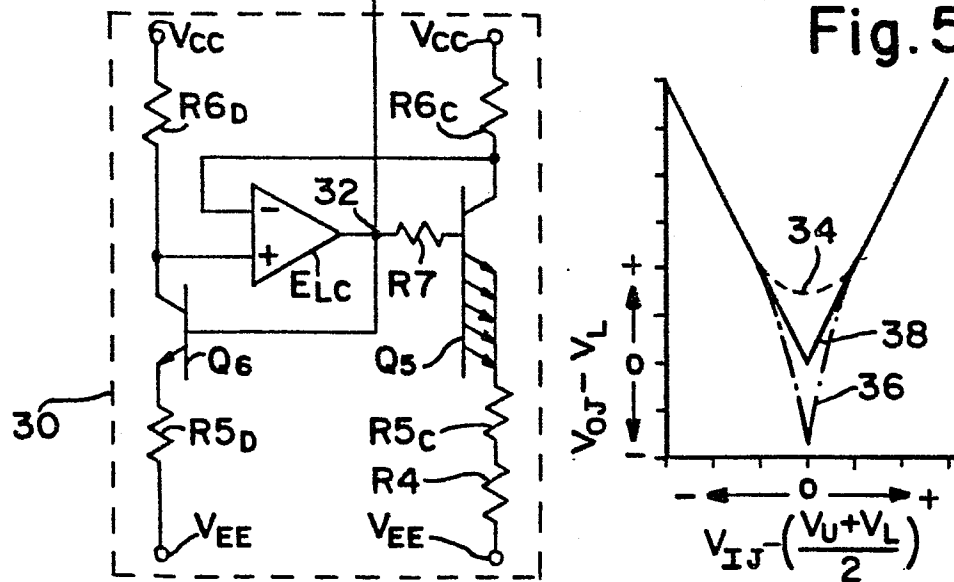 Fig. 5
VCC
VCC
R6D
R6C
32
-
+
ELC
R7
Q6
Q5
30
R5D
R5C
R4
VEE
VEE
34
38
36
+
0
-
VOJ - VL
- 0 +
VIJ - (VU + VL / 2)